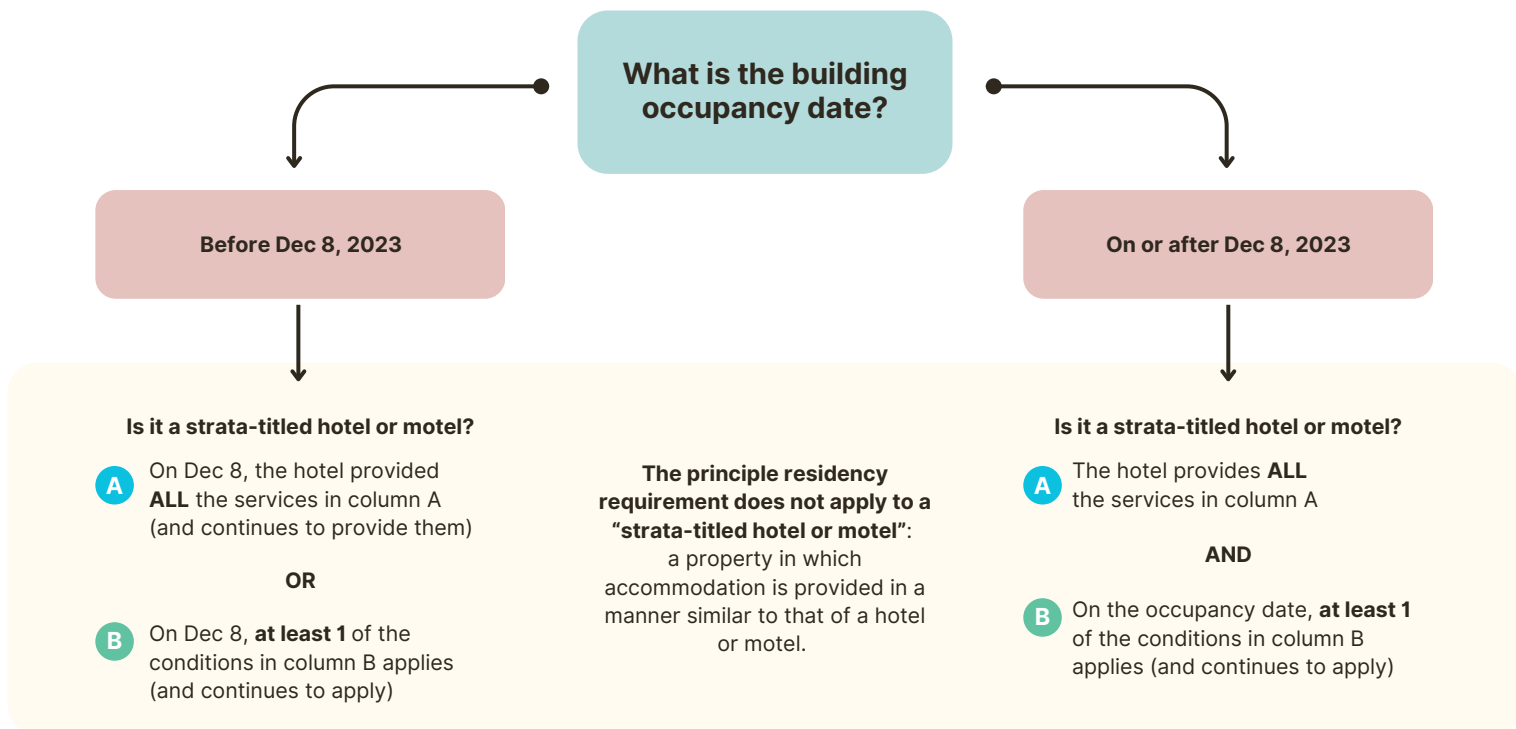 What is the building
occupancy date?
Before Dec 8, 2023
On or after Dec 8, 2023
Is it a strata-titled hotel or motel?
A
On Dec 8, the hotel provided
ALL the services in column A
(and continues to provide them)
OR
B
On Dec 8, at least 1 of the
conditions in column B applies
(and continues to apply)
The principle residency
requirement does not apply to a
“strata-titled hotel or motel”:
a property in which
accommodation is provided in a
manner similar to that of a hotel
or motel.
Is it a strata-titled hotel or motel?
A
The hotel provides ALL
the services in column A
AND
B
On the occupancy date, at least 1
of the conditions in column B
applies (and continues to apply)